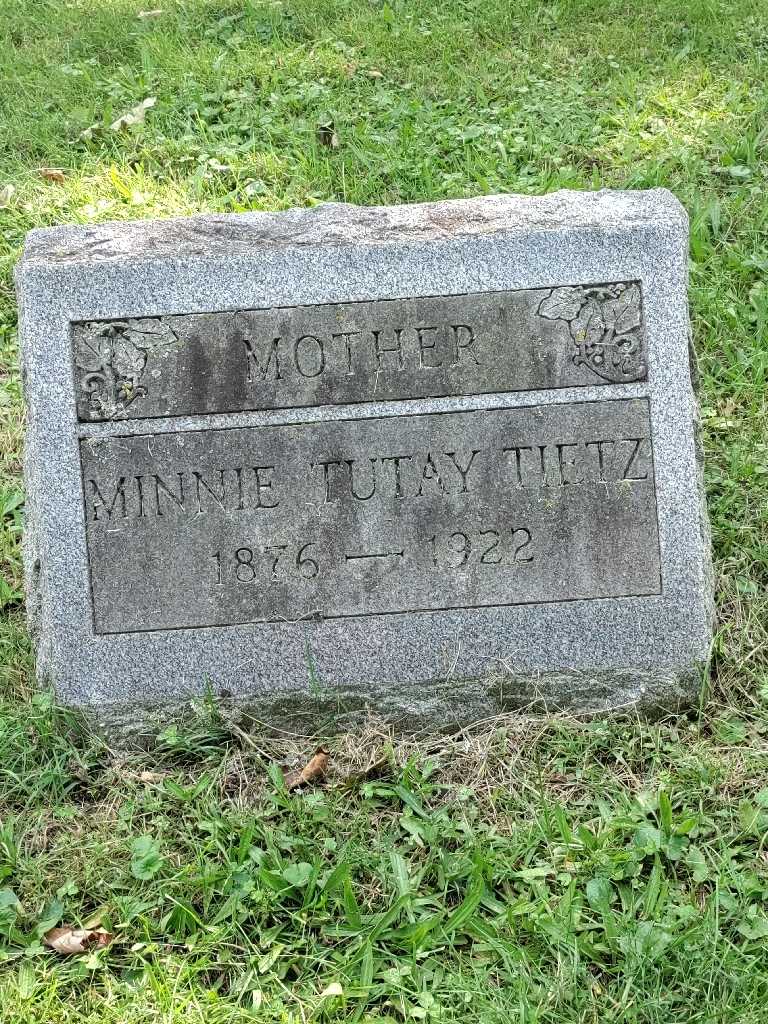 MOTHER
MINNIE TUTAY TIETZ
1876 — 1922